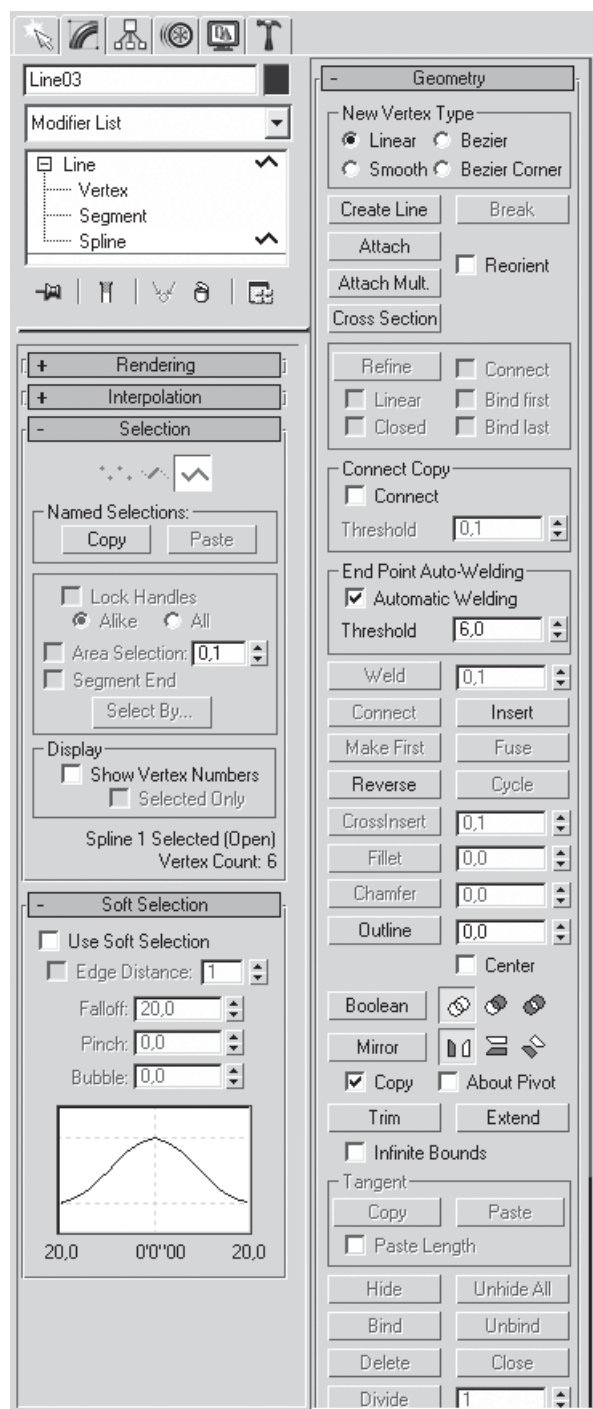 Line03
Modifier List
Line
Vertex
Segment
Spline
+ Rendering
+ Interpolation
- Selection
Named Selections:
Copy Paste
Lock Handles
Alike All
Area Selection: 0,1
Segment End
Select By...
Display
Show Vertex Numbers
Selected Only
Spline 1 Selected (Open)
Vertex Count: 6
- Soft Selection
Use Soft Selection
Edge Distance: 1
Falloff: 20,0
Pinch: 0,0
Bubble: 0,0
20,0 0'0"00 20,0
- Geometry
New Vertex Type
Linear Bezier
Smooth Bezier Corner
Create Line Break
Attach
Reorient
Attach Mult.
Cross Section
Refine Connect
Linear Bind first
Closed Bind last
Connect Copy
Connect
Threshold 0,1
End Point Auto-Welding
Automatic Welding
Threshold 6,0
Weld 0,1
Connect Insert
Make First Fuse
Reverse Cycle
CrossInsert 0,1
Fillet 0,0
Chamfer 0,0
Outline 0,0
Center
Boolean
Mirror
Copy About Pivot
Trim Extend
Infinite Bounds
Tangent
Copy Paste
Paste Length
Hide Unhide All
Bind Unbind
Delete Close
Divide 1